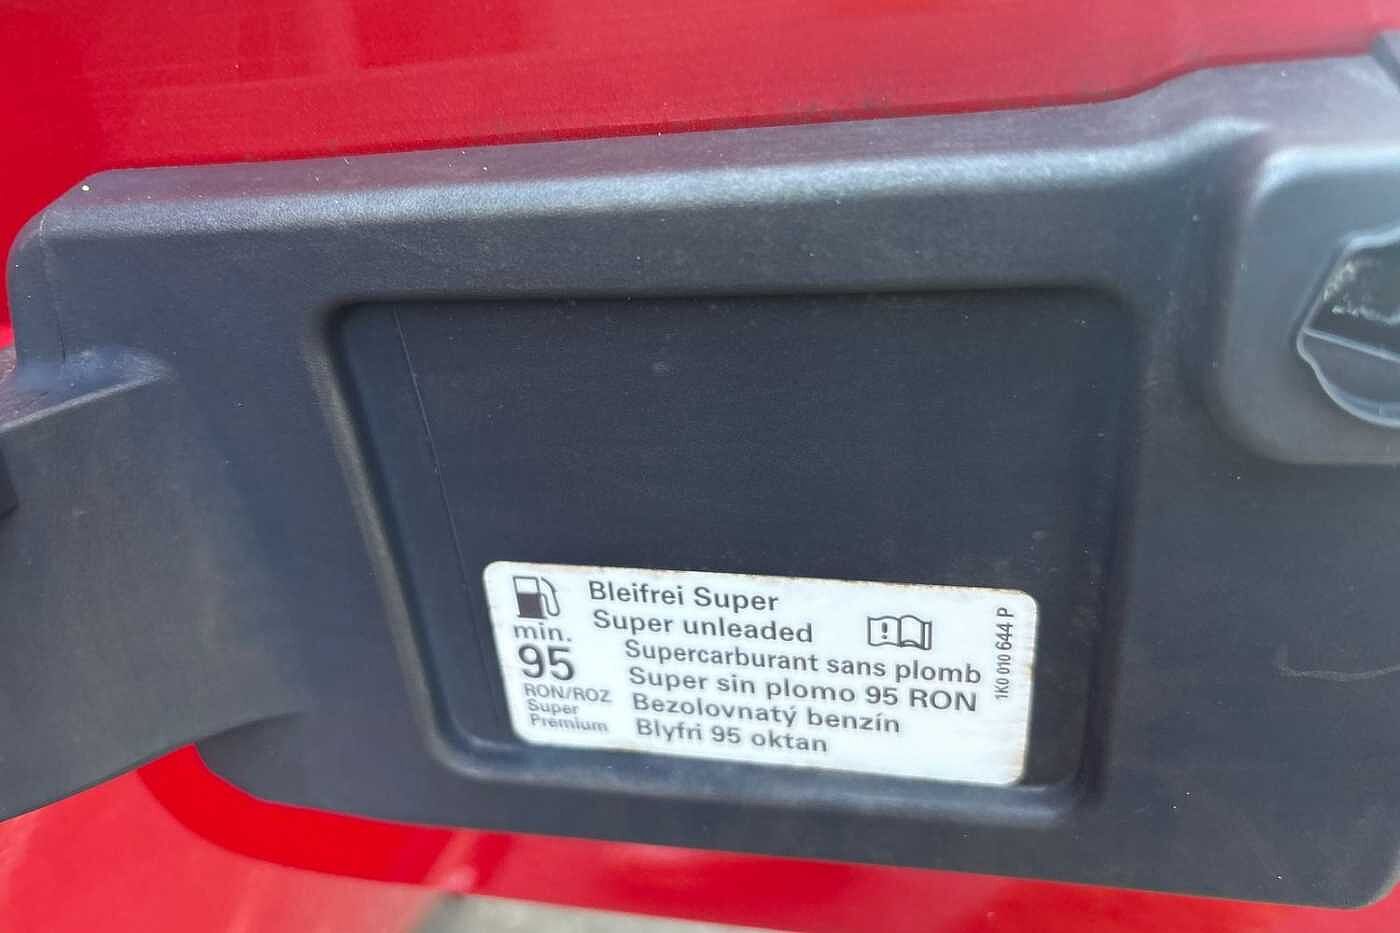 min.
95
RON/ROZ
Super
Premium
Bleifrei Super
Super unleaded
Supercarburant sans plomb
Super sin plomo 95 RON
Bezolovnatý benzín
Blyfri 95 oktan
1K0 010 644 P